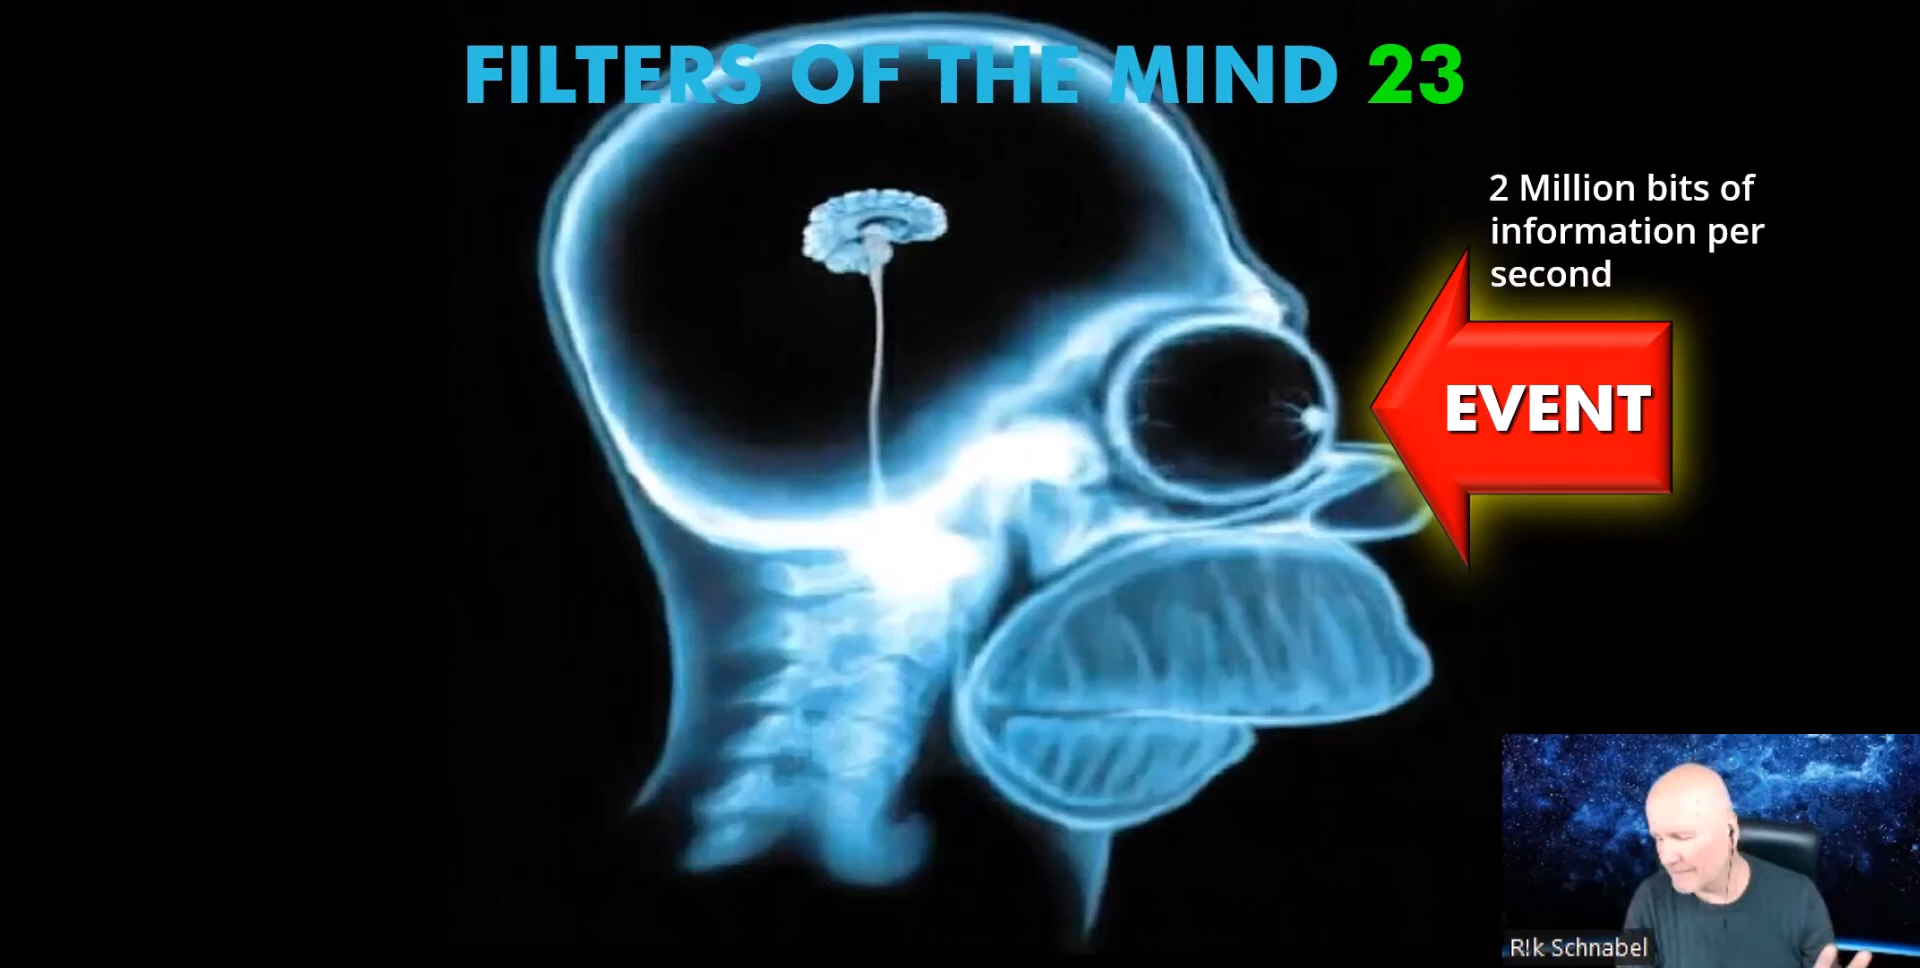 FILTERS OF THE MIND 23
2 Million bits of
information per
second
EVENT
R!k Schnabel